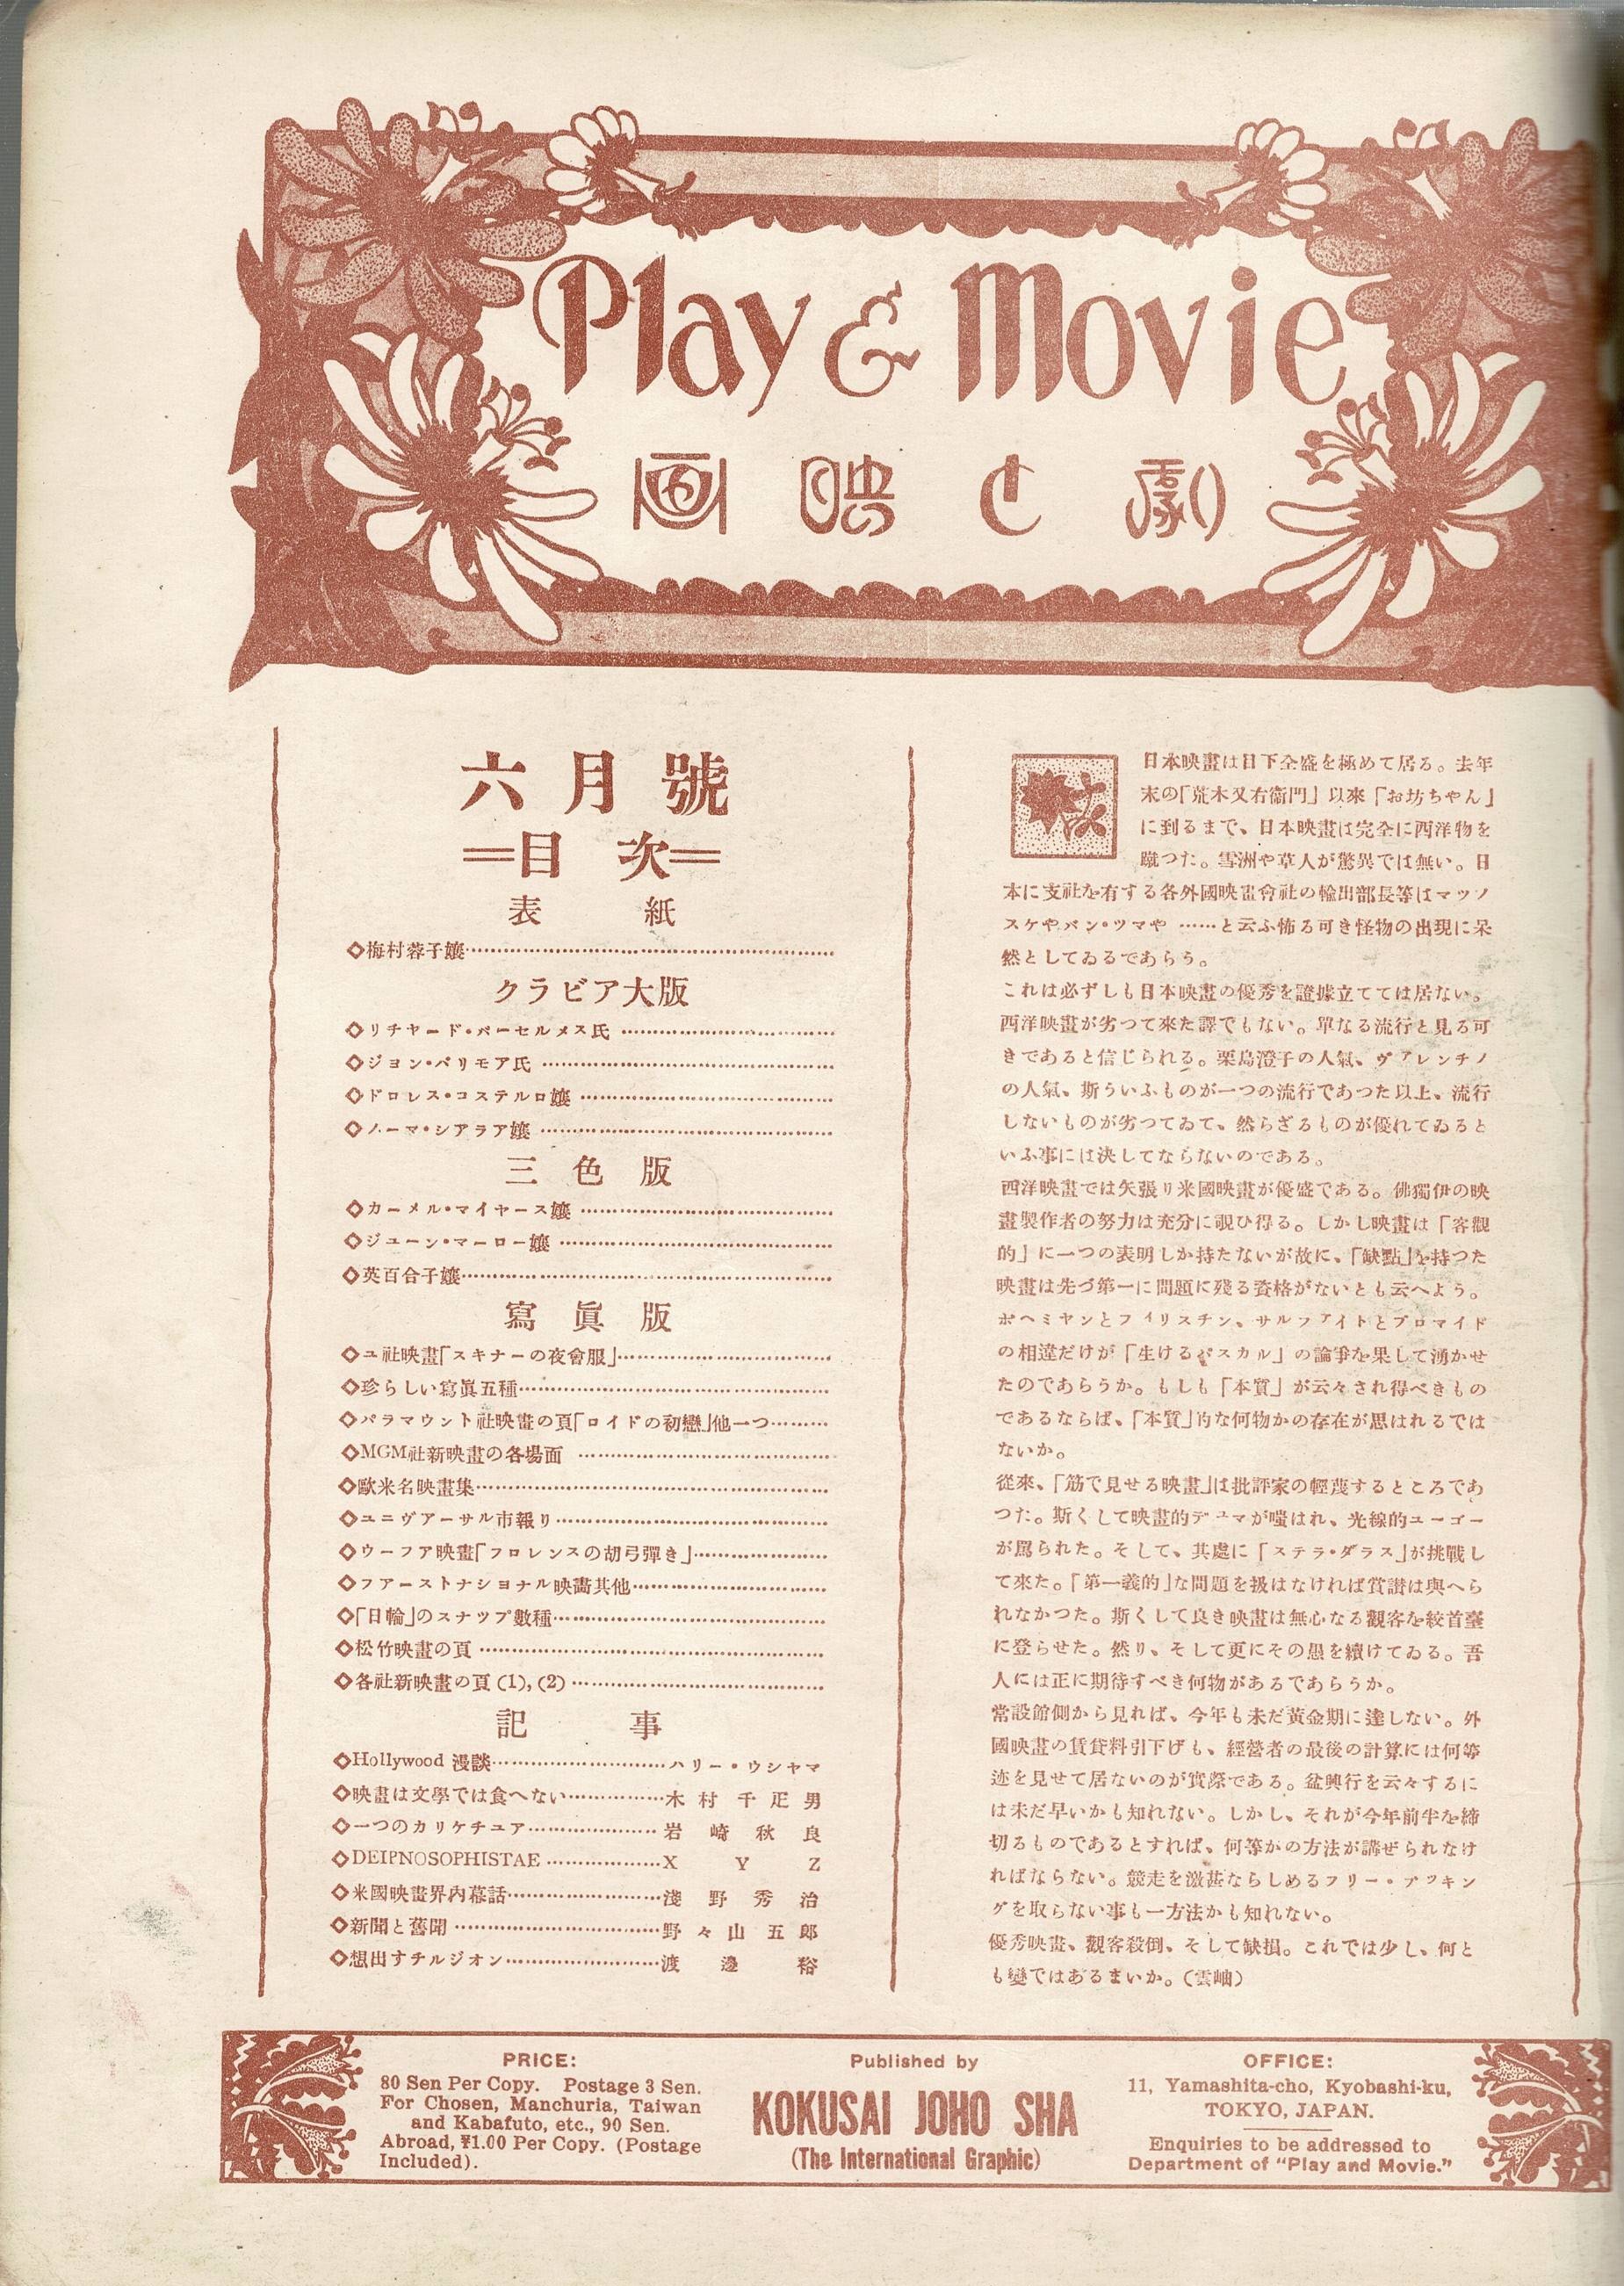 Play & Movie
画映と劇
六月號
＝目次＝
表紙
◇梅村蓉子孃
クラビア大版
◇リチヤード・バーセルメス氏
◇ジヨン・バリモア氏
◇ドロレス・コステルロ孃
◇ノーマ・シアラア孃
三色版
◇カーメル・マイヤース孃
◇ジユーン・マーロー孃
◇英百合子孃
寫眞版
◇ユ社映畫「スキナーの夜會服」
◇珍らしい寫眞五種
◇パラマウント社映畫の頁「ロイドの初戀」他一つ
◇MGM社新映畫の各場面
◇歐米名映畫集
◇ユニヴアーサル市報り
◇ウーフア映畫「フロレンスの胡弓彈き」
◇フアーストナシヨナル映畵其他
◇「日輪」のスナツプ數種
◇松竹映畫の頁
◇各社新映畫の頁 (1), (2)
記事
◇Hollywood 漫談……ハリー・ウシヤマ
◇映畫は文學では食へない……木村千疋男
◇一つのカリケチユア……岩崎秋良
◇DEIPNOSOPHISTAE……X Y Z
◇米國映畫界內幕話……淺野秀治
◇新聞と舊聞……野々山五郎
◇想出すチルジオン……渡邊裕
日本映畫は目下全盛を極めて居る。去年
末の「荒木又右衞門」以來「お坊ちやん」
に到るまで、日本映畫は完全に西洋物を
蹴つた。雪洲や草人が驚異では無い。日
本に支社を有する各外國映畫會社の輸出部長等はマツノ
スケやバン・ツマや ……と云ふ怖る可き怪物の出現に呆
然としてゐるであらう。
これは必ずしも日本映畫の優秀を證據立てては居ない。
西洋映畫が劣つて來た譯でもない。單なる流行と見る可
きであると信じられる。栗島澄子の人氣、ヴアレンチノ
の人氣、斯ういふものが一つの流行であつた以上、流行
しないものが劣つてゐて、然らざるものが優れてゐると
いふ事には決してならないのである。
西洋映畫では矢張り米國映畫が優盛である。佛獨伊の映
畫製作者の努力は充分に覗ひ得る。しかし映畫は「客觀
的」に一つの表明しか持たないが故に、「缺點」を持つた
映畫は先づ第一に問題に殘る資格がないとも云へよう。
ボヘミヤンとフイリスチン、サルフアイトとブロマイド
の相違だけが「生けるパスカル」の論爭を果して湧かせ
たのであらうか。もしも「本質」が云々され得べきもの
であるならば、「本質」的な何物かの存在が思はれるでは
ないか。
從來、「筋で見せる映畫」は批評家の輕蔑するところであ
つた。斯くして映畫的デユマが嗤はれ、光線的ユーゴー
が罵られた。そして、其處に「ステラ・ダラス」が挑戰し
て來た。「第一義的」な問題を扱はなければ賞讃は與へら
れなかつた。斯くして良き映畫は無心なる觀客を絞首臺
に登らせた。然り、そして更にその愚を續けてゐる。吾
人には正に期待すべき何物があるであらうか。
常設館側から見れば、今年も未だ黃金期に達しない。外
國映畫の賃貸料引下げも、經營者の最後の計算には何等
迹を見せて居ないのが實際である。盆興行を云々するに
は未だ早いかも知れない。しかし、それが今年前半を締
切るものであるとすれば、何等かの方法が講ぜられなけ
ればならない。競走を激甚ならしめるフリー・アツキン
グを取らない事も一方法かも知れない。
優秀映畫、觀客殺倒、そして缺損。これでは少し、何と
も變ではあるまいか。（雲岫）
PRICE:
80 Sen Per Copy. Postage 3 Sen.
For Chosen, Manchuria, Taiwan
and Kabafuto, etc., 90 Sen.
Abroad, ¥1.00 Per Copy. (Postage
Included).
Published by
KOKUSAI JOHO SHA
(The International Graphic)
OFFICE:
11, Yamashita-cho, Kyobashi-ku,
TOKYO, JAPAN.
Enquiries to be addressed to
Department of "Play and Movie."